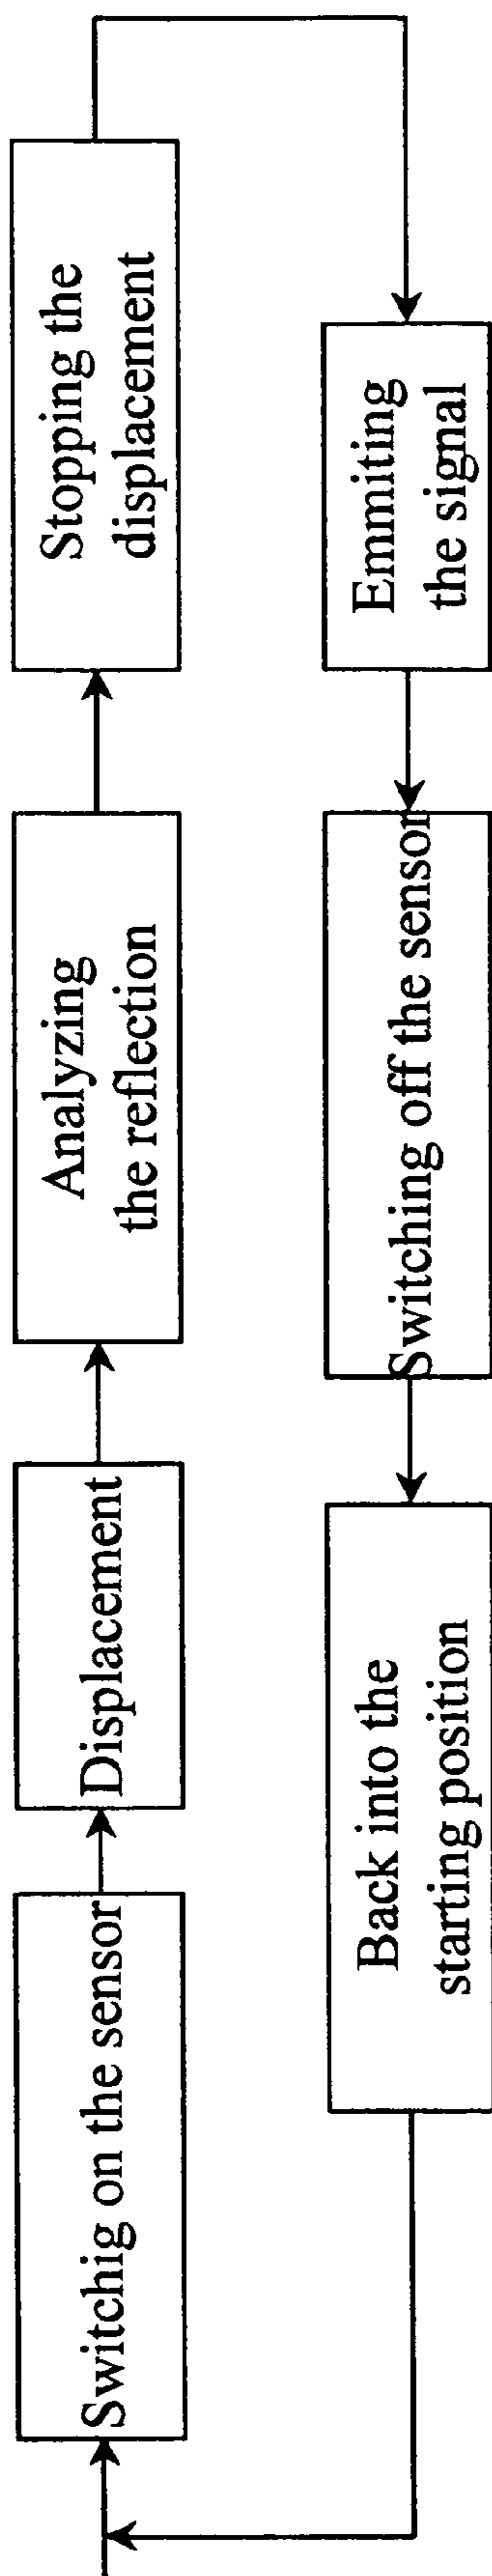 Switchig on the sensor
Displacement
Analyzing
the reflection
Stopping the
displacement
Emmiting
the signal
Switching off the sensor
Back into the
starting position